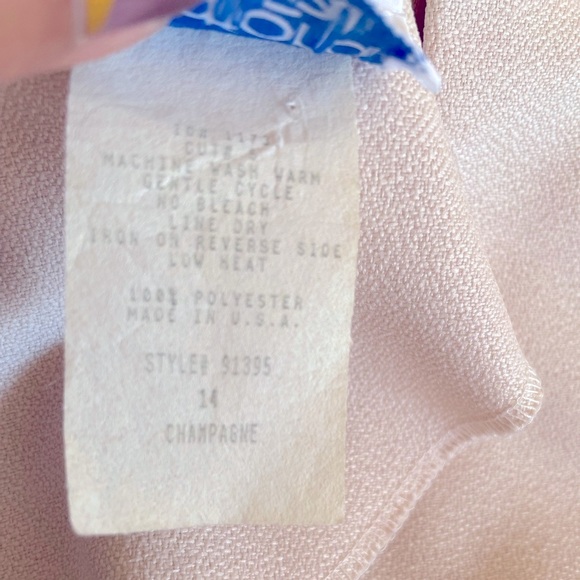 MACHINE WASH WARM
GENTLE CYCLE
NO BLEACH
LINE DRY
IRON ON REVERSE SIDE
LOW HEAT
100% POLYESTER
MADE IN U.S.A.
STYLE# 91395
14
CHAMPAGNE